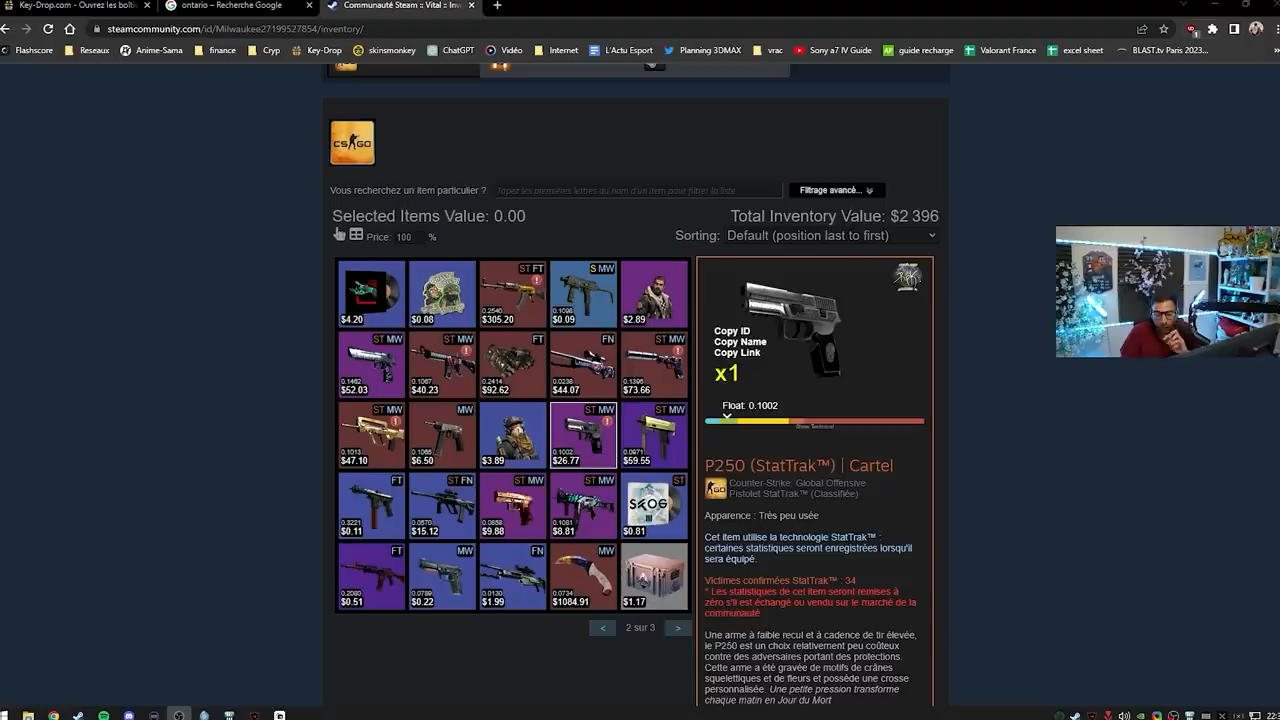 Key-Drop.com - Ouvrez les boîti × ontario – Recherche Google × Communauté Steam :: Vital :: Inv ×
steamcommunity.com/id/Milwaukee27199527854/inventory/
Flashscore Reseaux Anime-Sama finance Cryp Key-Drop skinsmonkey ChatGPT Vidéo Internet L'Actu Esport Planning 3DMAX vrac Sony a7 IV Guide guide recharge Valorant France excel sheet BLAST.tv Paris 2023...
CS GO
Vous recherchez un item particulier ? Tapez les premières lettres du nom d'un item pour filtrer la liste Filtrage avancé...
Selected Items Value: 0.00 Total Inventory Value: $2 396
Price: 100 % Sorting: Default (position last to first)
ST FT S MW
0.2540 0.1098
$4.20 $0.08 $305.20 $0.09 $2.89
ST MW ST MW FT FN ST MW
0.1462 0.1067 0.2414 0.0238 0.1396
$52.03 $40.23 $92.62 $44.07 $73.66
ST MW MW ST MW ST MW
0.1013 0.1065 0.1002 0.0971
$47.10 $6.50 $3.89 $26.77 $59.55
FT ST FN ST MW ST MW ST
SKOG
0.3221 0.0570 0.0858 0.1081
$0.11 $15.12 $9.88 $8.81 $0.81
FT MW FN MW
0.2080 0.0789 0.0130 0.0734
$0.51 $0.22 $1.99 $1084.91 $1.17
< 2 sur 3 >
Copy ID
Copy Name
Copy Link
x1
Float: 0.1002
Show Technical
P250 (StatTrak™) | Cartel
Counter-Strike: Global Offensive
Pistolet StatTrak™ (Classifiée)
Apparence : Très peu usée
Cet item utilise la technologie StatTrak™ :
certaines statistiques seront enregistrées lorsqu'il
sera équipé.
Victimes confirmées StatTrak™ : 34
* Les statistiques de cet item seront remises à
zéro s'il est échangé ou vendu sur le marché de la
communauté
Une arme à faible recul et à cadence de tir élevée,
le P250 est un choix relativement peu coûteux
contre des adversaires portant des protections.
Cette arme a été gravée de motifs de crânes
squelettiques et de fleurs et possède une crosse
personnalisée. Une petite pression transforme
chaque matin en Jour du Mort